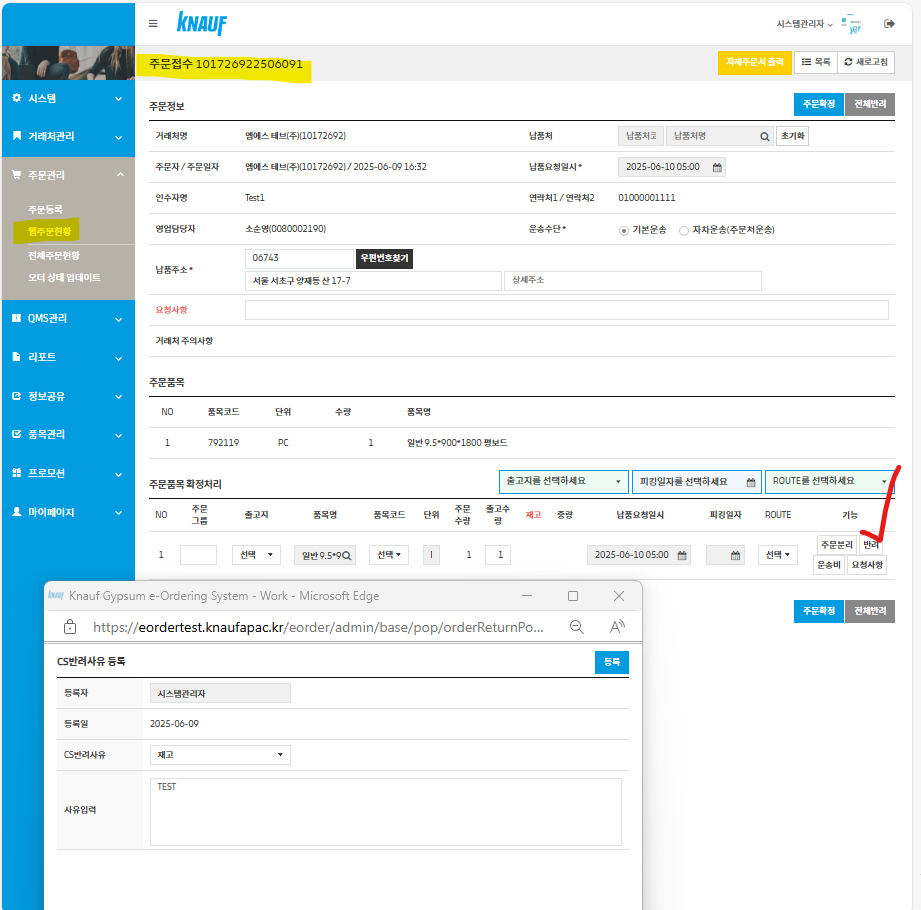 KNAUF
시스템관리자
주문접수 101726922506091
자재주문서 출력
목록
새로고침
시스템
거래처관리
주문관리
주문등록
웹주문현황
전체주문현황
오더 상태 업데이트
QMS관리
리포트
정보공유
품목관리
프로모션
마이페이지
주문정보
주문확정 전체반려
거래처명 엠에스 테브(주)(10172692) 납품처 납품처코 납품처명 초기화
주문자 / 주문일자 엠에스 테브(주)(10172692) / 2025-06-09 16:32 납품요청일시* 2025-06-10 05:00
인수자명 Test1 연락처1 / 연락처2 01000001111
영업담당자 소순영(0080002190) 운송수단* 기본운송 자차운송(주문처운송)
납품주소 * 06743 우편번호찾기
서울 서초구 양재동 산 17-7 상세주소
요청사항
거래처 주의사항
주문품목
NO 품목코드 단위 수량 품목명
1 792119 PC 1 일반 9.5*900*1800 평보드
주문품목 확정처리 출고지를 선택하세요 피킹일자를 선택하세요 ROUTE를 선택하세요
NO 주문그룹 출고지 품목명 품목코드 단위 주문수량 출고수량 재고 중량 납품요청일시 피킹일자 ROUTE 기능
1 선택 일반 9.5*9 선택 1 1 2025-06-10 05:00 선택 주문분리 반려
운송비 요청사항
주문확정 전체반려
knauf Knauf Gypsum e-Ordering System - Work - Microsoft Edge
https://eordertest.knaufapac.kr/eorder/admin/base/pop/orderReturnPo...
CS반려사유 등록 등록
등록자 시스템관리자
등록일 2025-06-09
CS반려사유 재고
사유입력 TEST